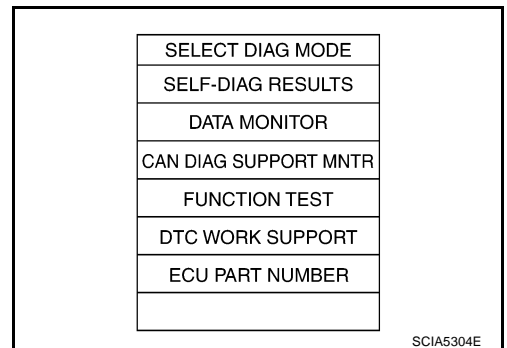 SELECT DIAG MODE
SELF-DIAG RESULTS
DATA MONITOR
CAN DIAG SUPPORT MNTR
FUNCTION TEST
DTC WORK SUPPORT
ECU PART NUMBER
SCIA5304E